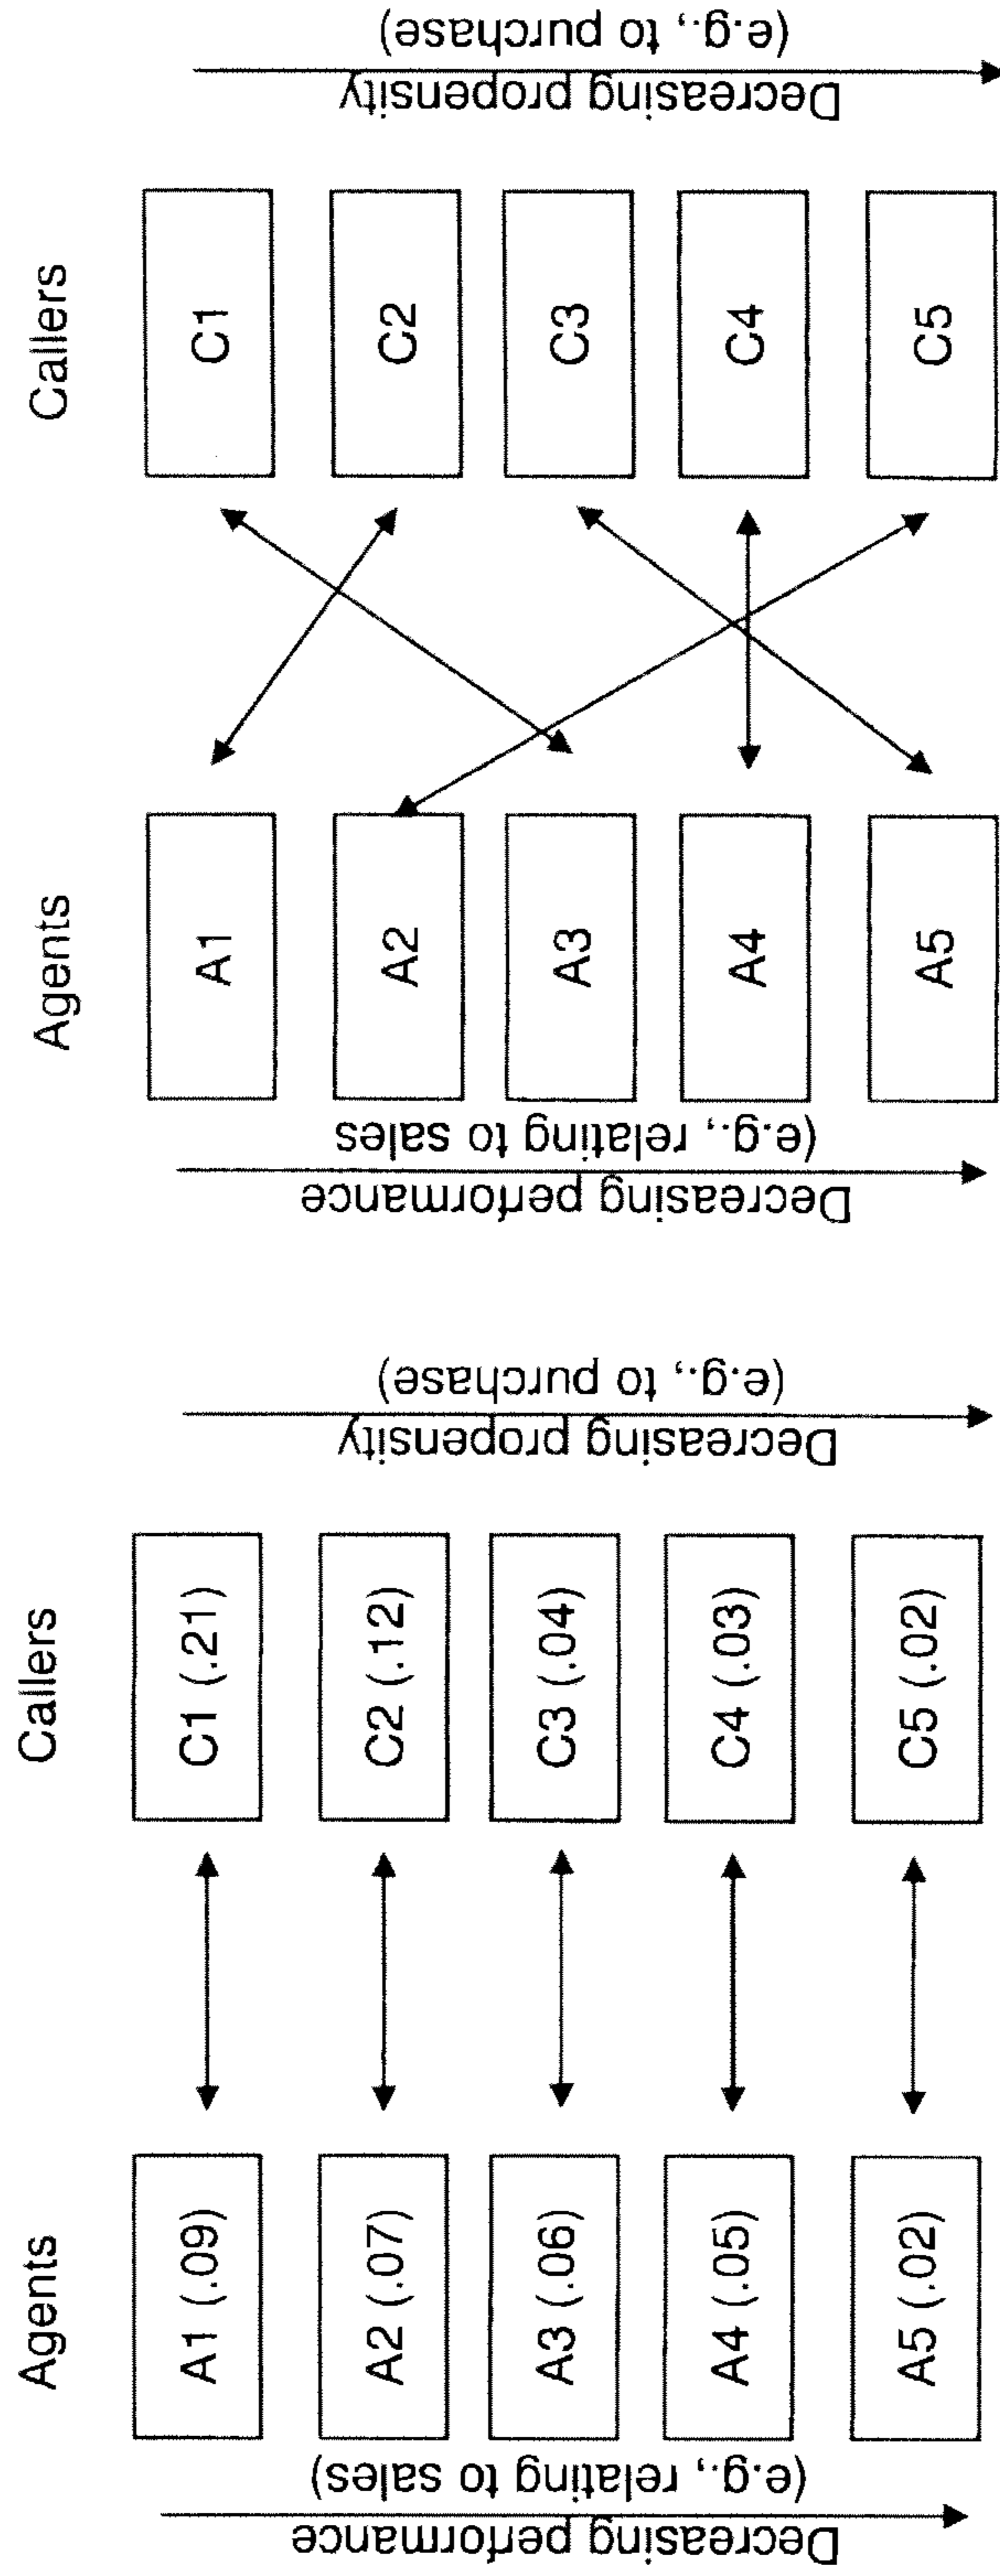 Agents
Callers
Decreasing performance
(e.g., relating to sales)
A1 (.09)
C1 (.21)
A2 (.07)
C2 (.12)
A3 (.06)
C3 (.04)
A4 (.05)
C4 (.03)
A5 (.02)
C5 (.02)
Decreasing propensity
(e.g., to purchase)
Agents
Callers
Decreasing performance
(e.g., relating to sales
A1
C1
A2
C2
A3
C3
A4
C4
A5
C5
Decreasing propensity
(e.g., to purchase)